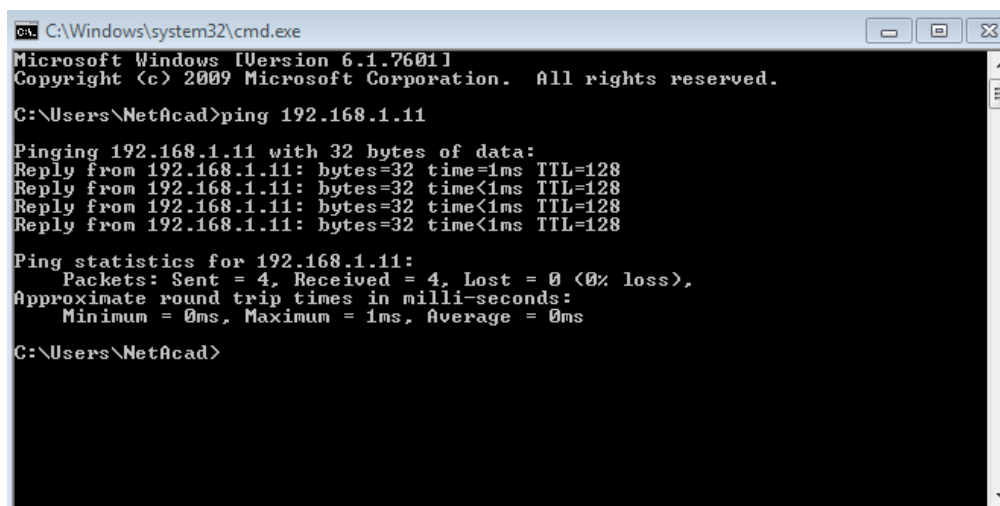 C:\Windows\system32\cmd.exe
Microsoft Windows [Version 6.1.7601]
Copyright (c) 2009 Microsoft Corporation.  All rights reserved.
C:\Users\NetAcad>ping 192.168.1.11
Pinging 192.168.1.11 with 32 bytes of data:
Reply from 192.168.1.11: bytes=32 time=1ms TTL=128
Reply from 192.168.1.11: bytes=32 time<1ms TTL=128
Reply from 192.168.1.11: bytes=32 time<1ms TTL=128
Reply from 192.168.1.11: bytes=32 time<1ms TTL=128
Ping statistics for 192.168.1.11:
    Packets: Sent = 4, Received = 4, Lost = 0 (0% loss),
Approximate round trip times in milli-seconds:
    Minimum = 0ms, Maximum = 1ms, Average = 0ms
C:\Users\NetAcad>